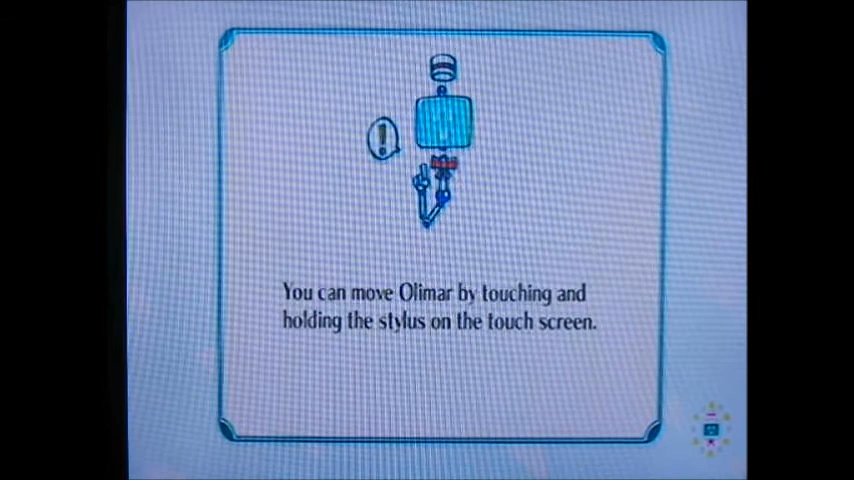 You can move Olimar by touching and
holding the stylus on the touch screen.